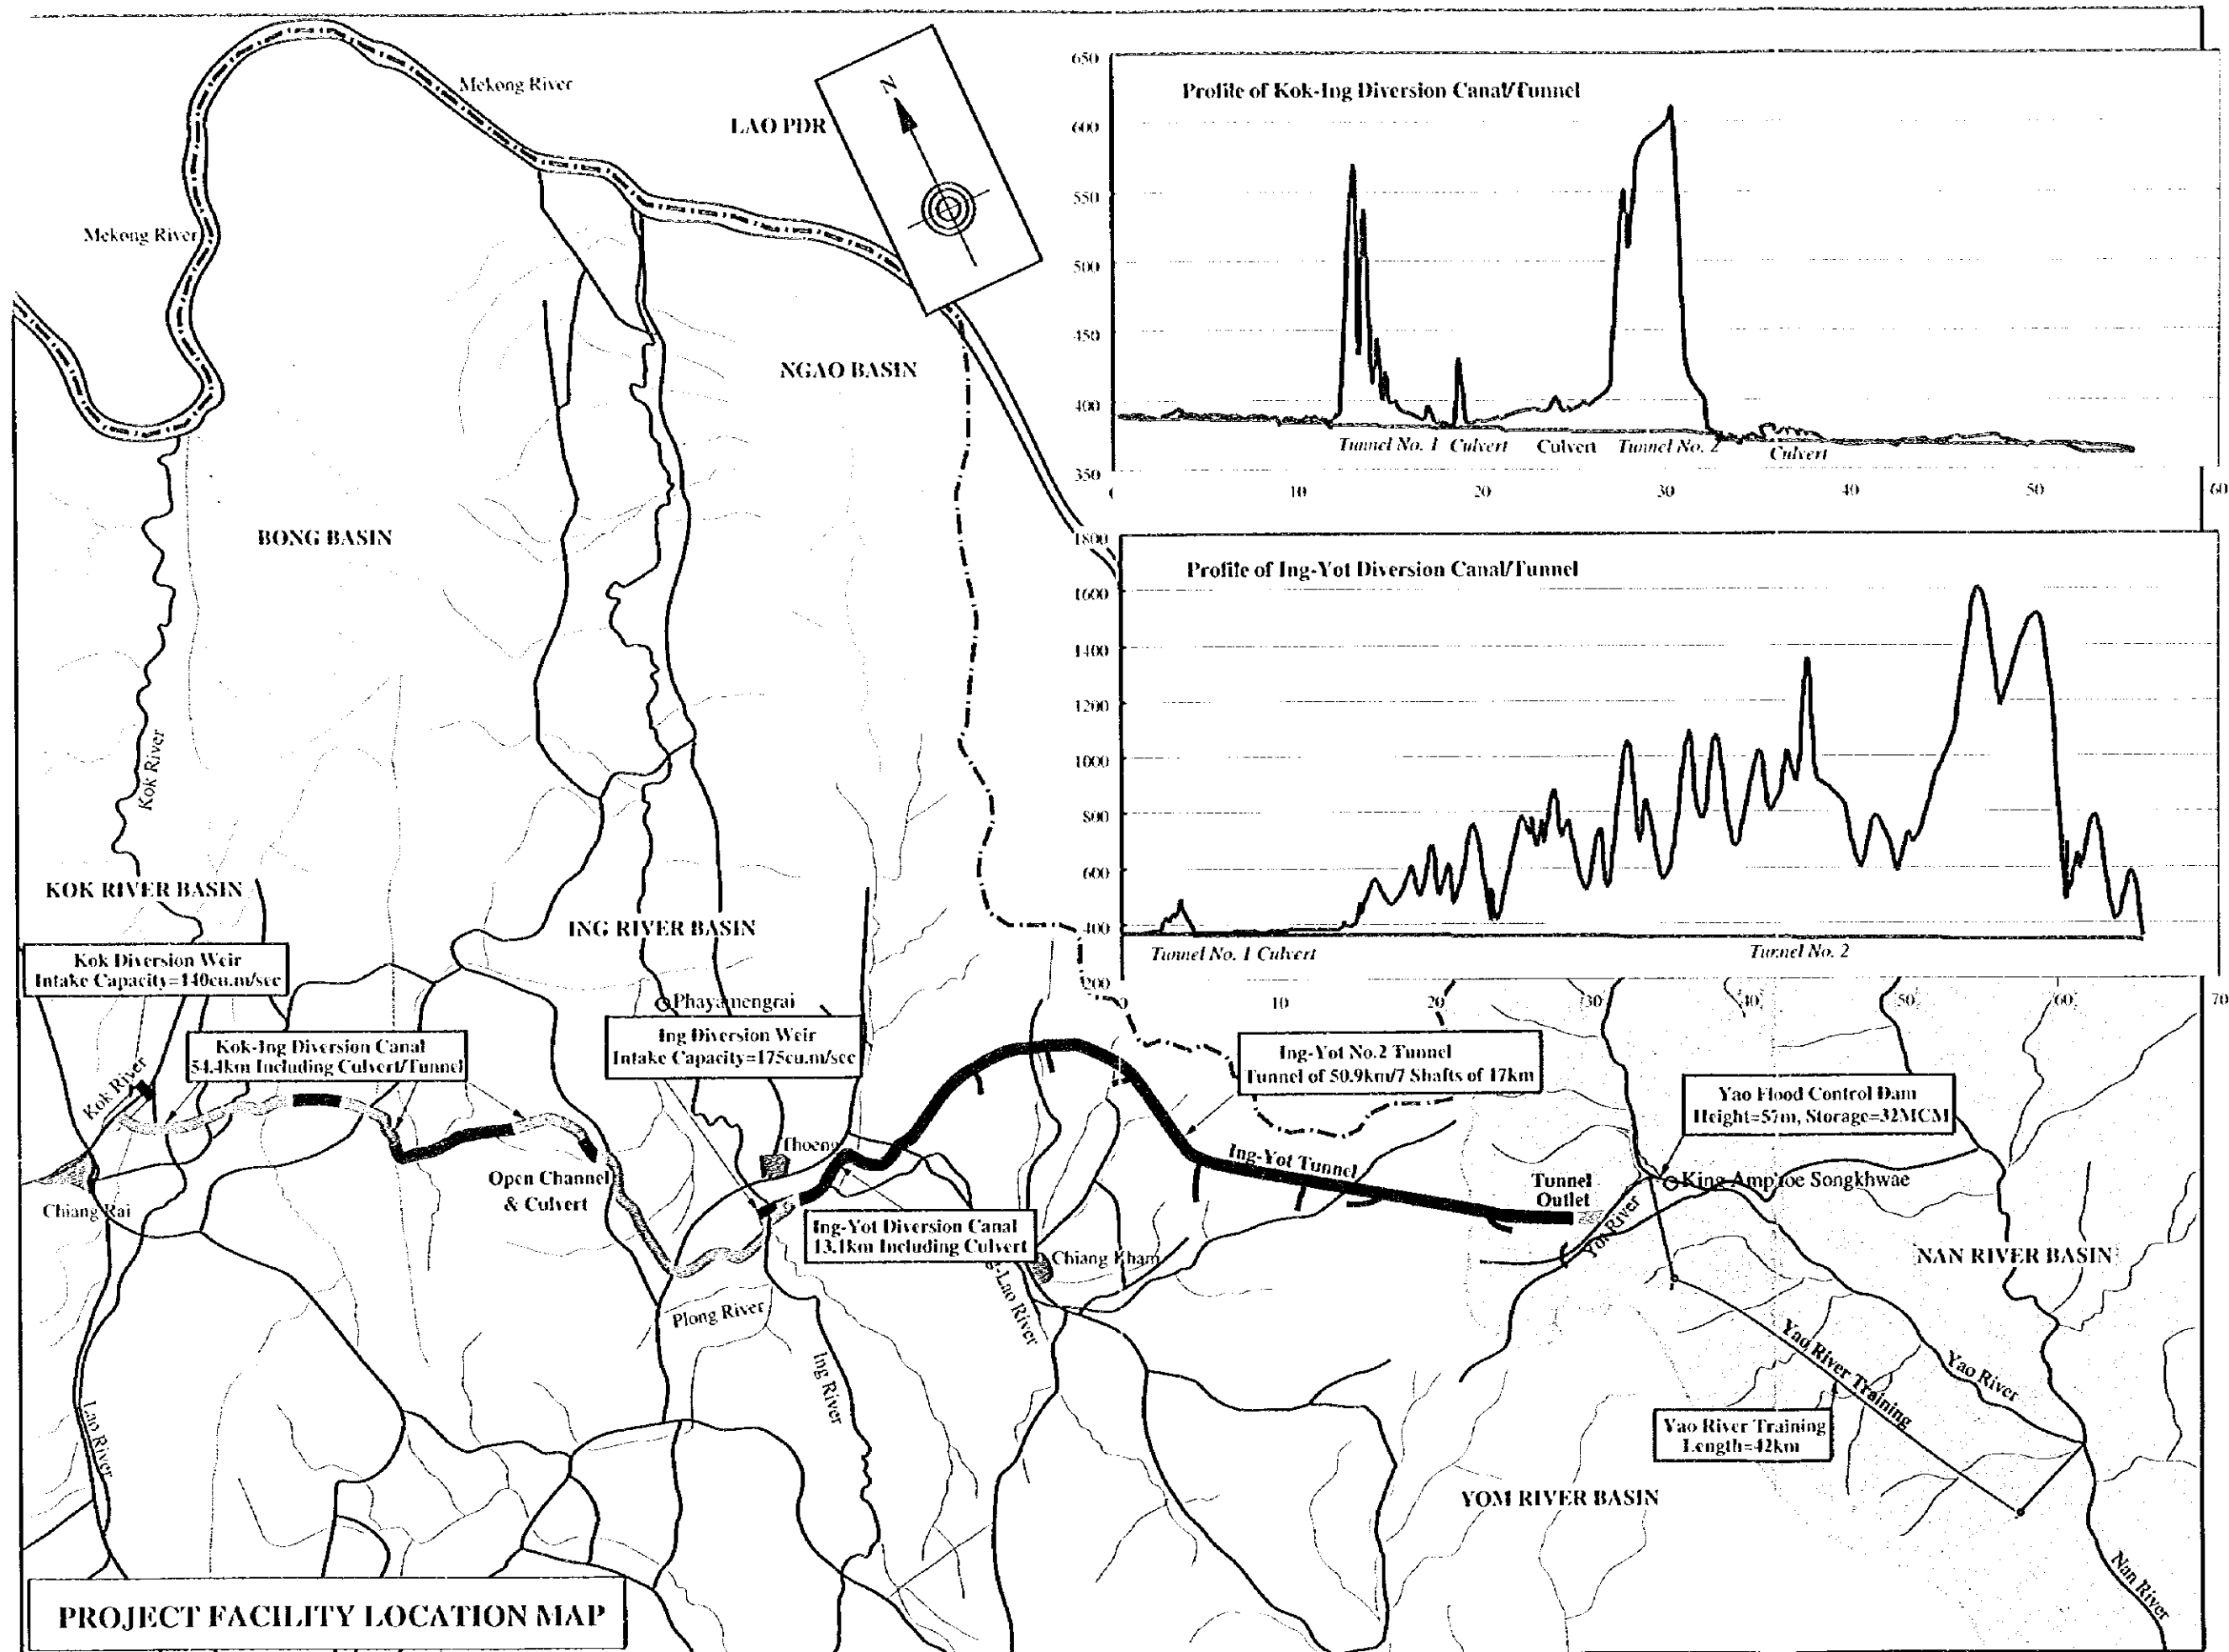 Mekong River
LAO PDR
N
Mekong River
NGAO BASIN
BONG BASIN
Kok River
KOK RIVER BASIN
ING RIVER BASIN
Kok Diversion Weir
Intake Capacity=140cu.m/sec
Phayamengrai
Kok-Ing Diversion Canal
54.4km Including Culvert/Tunnel
Ing Diversion Weir
Intake Capacity=175cu.m/sec
Kok River
Ing-Yot No.2 Tunnel
Tunnel of 50.9km/7 Shafts of 17km
Yao Flood Control Dam
Height=57m, Storage=32MCM
Thoeng
Ing-Yot Tunnel
Open Channel
& Culvert
Tunnel
Outlet
King Amphoe Songkhwae
Chiang Rai
Yot River
Ing-Yot Diversion Canal
13.1km Including Culvert
Chiang Kham
NAN RIVER BASIN
-Lao River
Plong River
Ing River
Lao River
Yao River Training
Yao River
Yao River Training
Length=42km
YOM RIVER BASIN
Nan River
PROJECT FACILITY LOCATION MAP
Profile of Kok-Ing Diversion Canal/Tunnel
650
600
550
500
450
400
350
Tunnel No. 1 Culvert Culvert Tunnel No. 2 Culvert
10 20 30 40 50 60
Profile of Ing-Yot Diversion Canal/Tunnel
1800
1600
1400
1200
1000
800
600
400
200
Tunnel No. 1 Culvert Tunnel No. 2
0 10 20 30 40 50 60 70